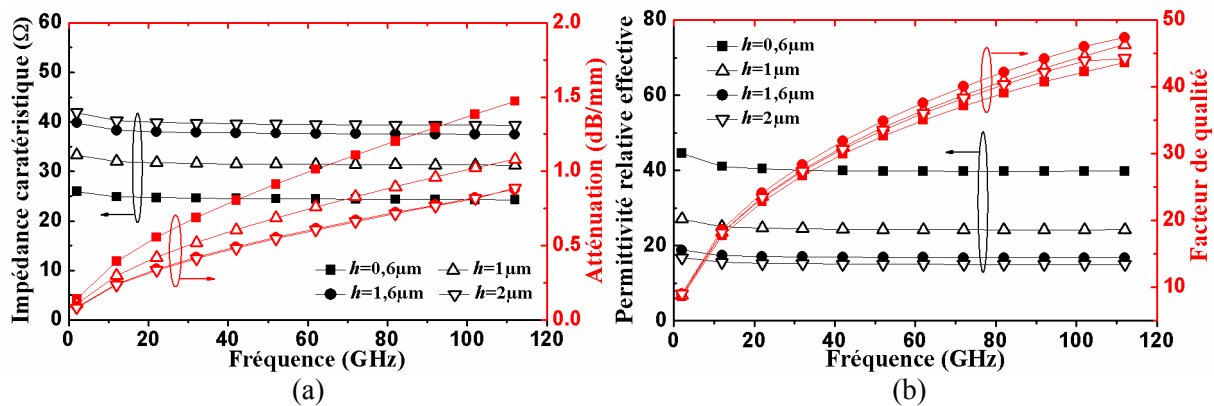 (a)
Impédance caratéristique (Ω)
60
50
40
30
20
10
0
2.0
1.5
1.0
0.5
0.0
Atténuation (dB/mm)
h=0,6µm
h=1µm
h=1,6µm
h=2µm
0 20 40 60 80 100 120
Fréquence (GHz)
(a)
(b)
Permittivité relative effective
80
60
40
20
0
h=0,6µm
h=1µm
h=1,6µm
h=2µm
50
40
30
20
10
Facteur de qualité
0 20 40 60 80 100 120
Fréquence (GHz)
(b)